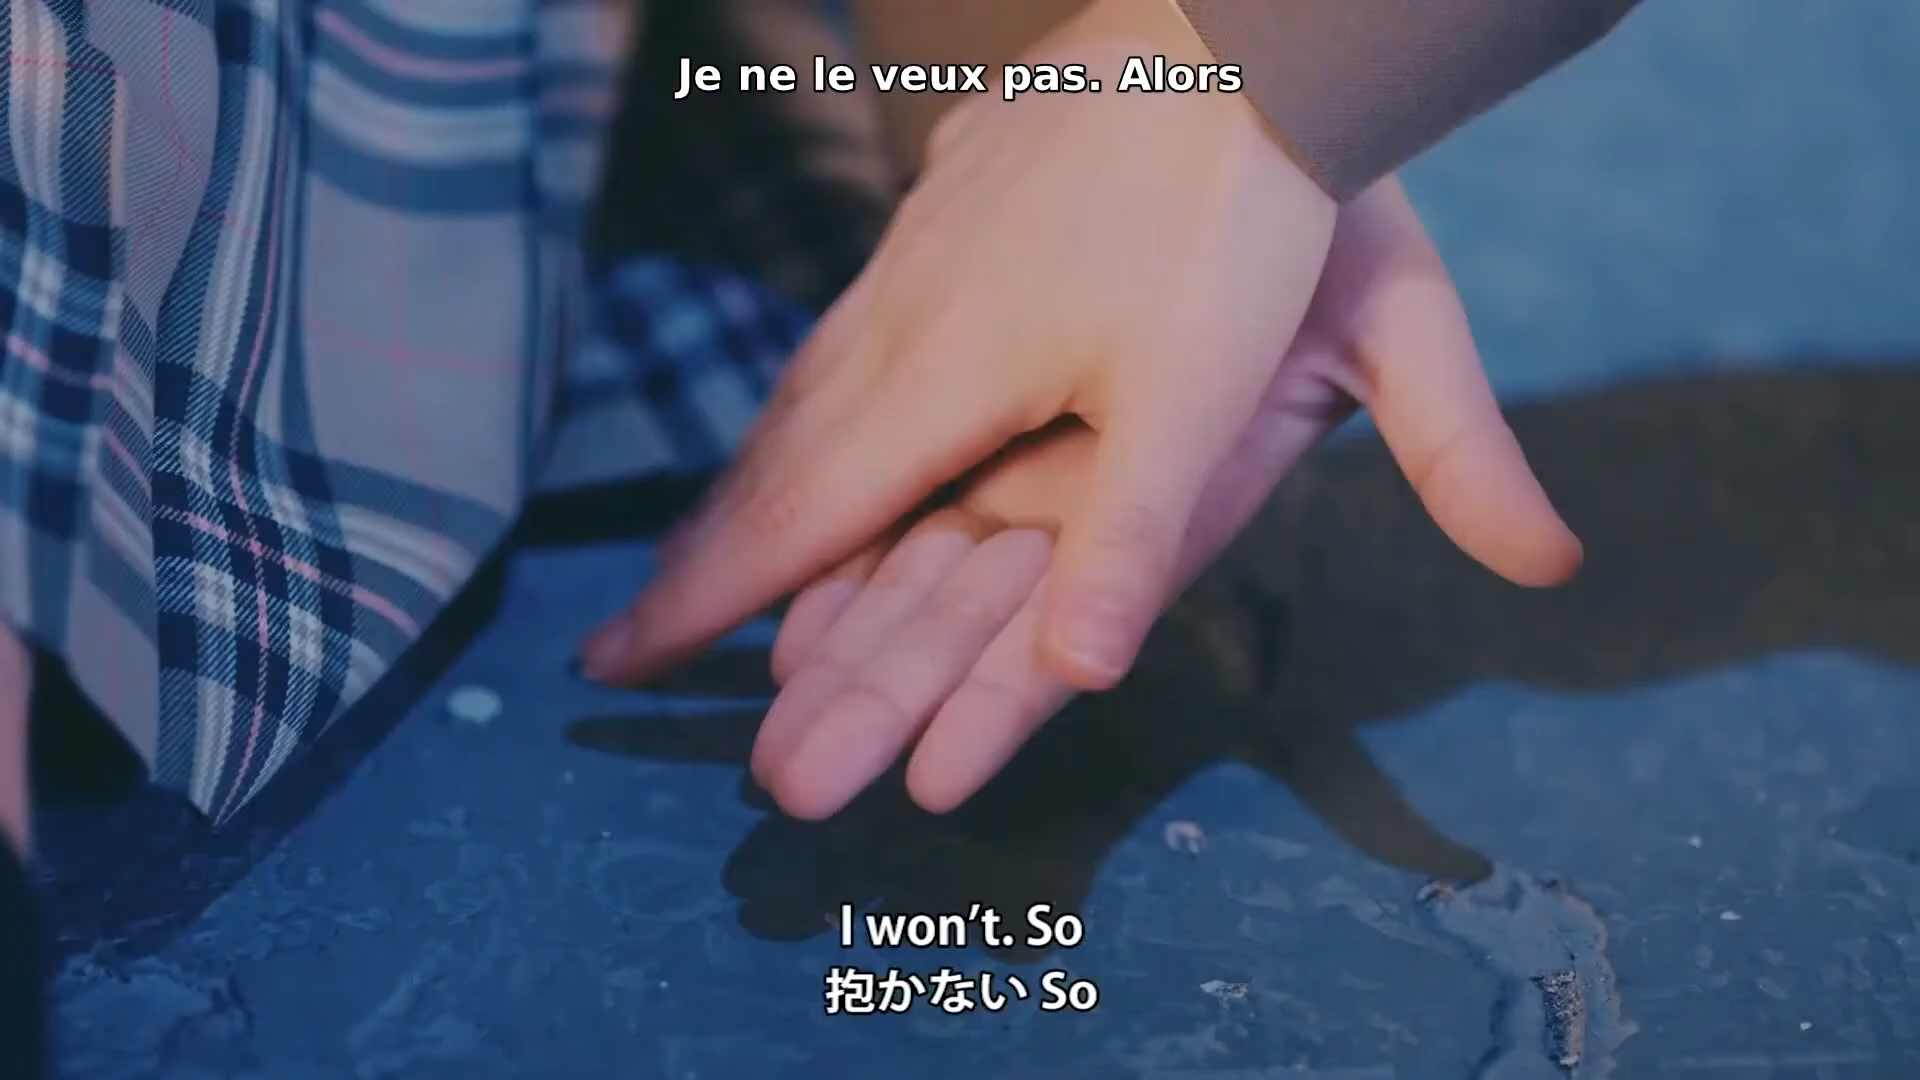 Je ne le veux pas. Alors
I won’t. So
抱かない So